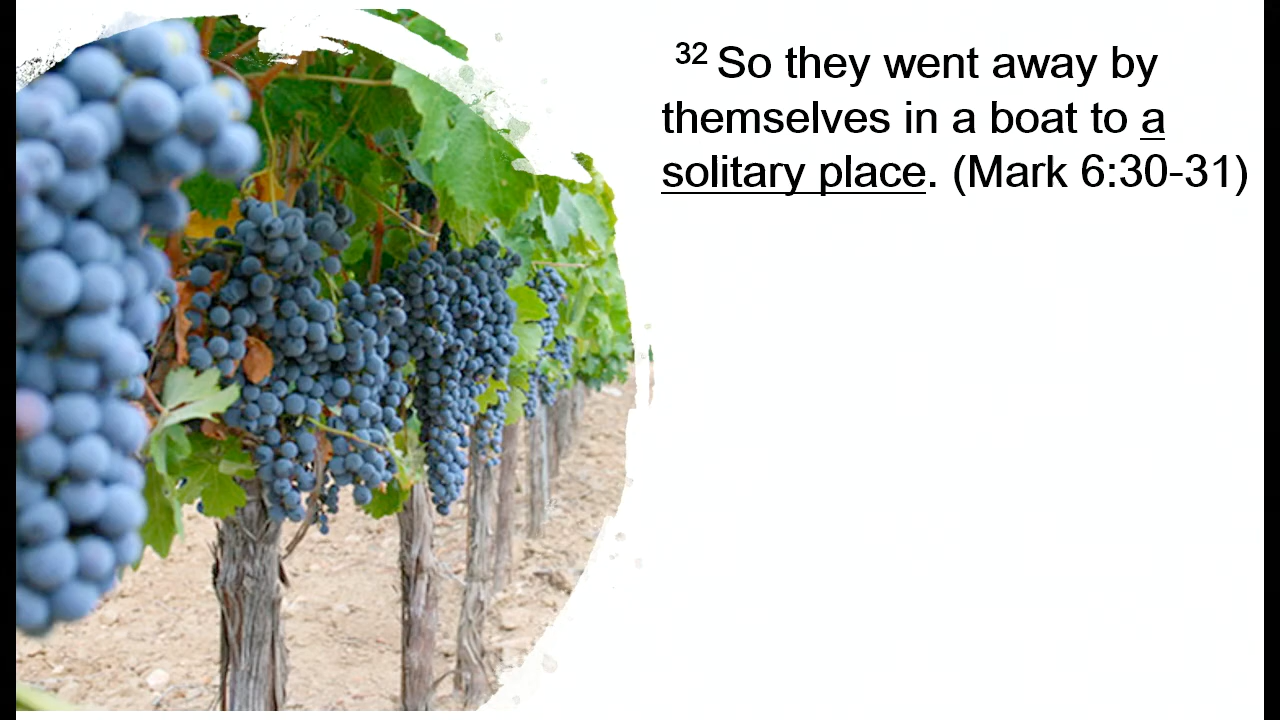 32 So they went away by
themselves in a boat to a
solitary place. (Mark 6:30-31)